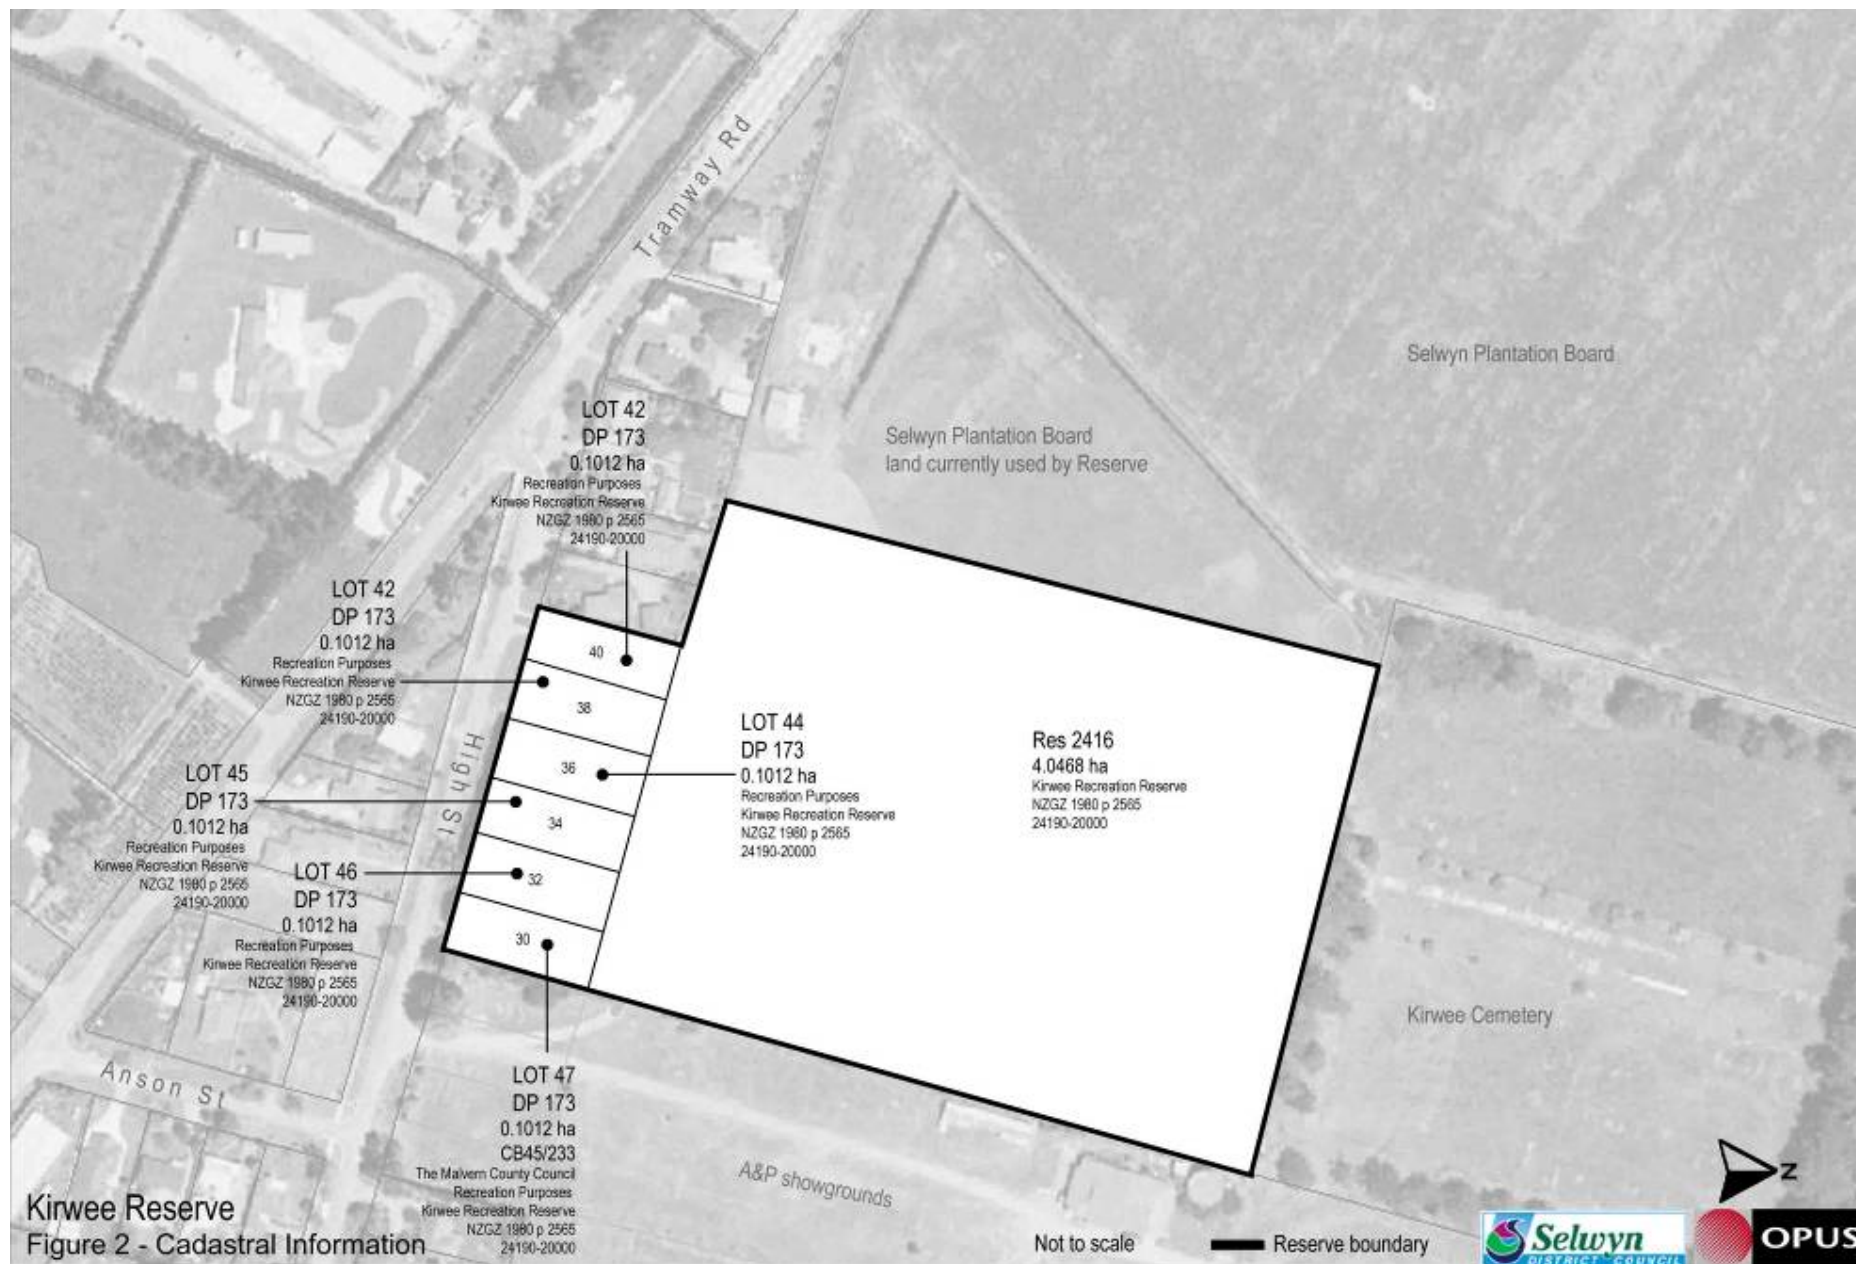 Tramway Rd
Selwyn Plantation Board
Selwyn Plantation Board
land currently used by Reserve
LOT 42
DP 173
0.1012 ha
Recreation Purposes
Kirwee Recreation Reserve
NZGZ 1980 p 2565
24190-20000
LOT 42
DP 173
0.1012 ha
Recreation Purposes
Kirwee Recreation Reserve
NZGZ 1980 p 2565
24190-20000
40
38
36
34
32
30
High St
LOT 44
DP 173
0.1012 ha
Recreation Purposes
Kirwee Recreation Reserve
NZGZ 1980 p 2565
24190-20000
Res 2416
4.0468 ha
Kirwee Recreation Reserve
NZGZ 1980 p 2565
24190-20000
LOT 45
DP 173
0.1012 ha
Recreation Purposes
Kirwee Recreation Reserve
NZGZ 1980 p 2565
24190-20000
LOT 46
DP 173
0.1012 ha
Recreation Purposes
Kirwee Recreation Reserve
NZGZ 1980 p 2565
24190-20000
Kirwee Cemetery
Anson St
LOT 47
DP 173
0.1012 ha
CB45/233
The Malvern County Council
Recreation Purposes
Kirwee Recreation Reserve
NZGZ 1980 p 2565
24190-20000
A&P showgrounds
N
Kirwee Reserve
Figure 2 - Cadastral Information
Not to scale
Reserve boundary
Selwyn
DISTRICT COUNCIL
OPUS